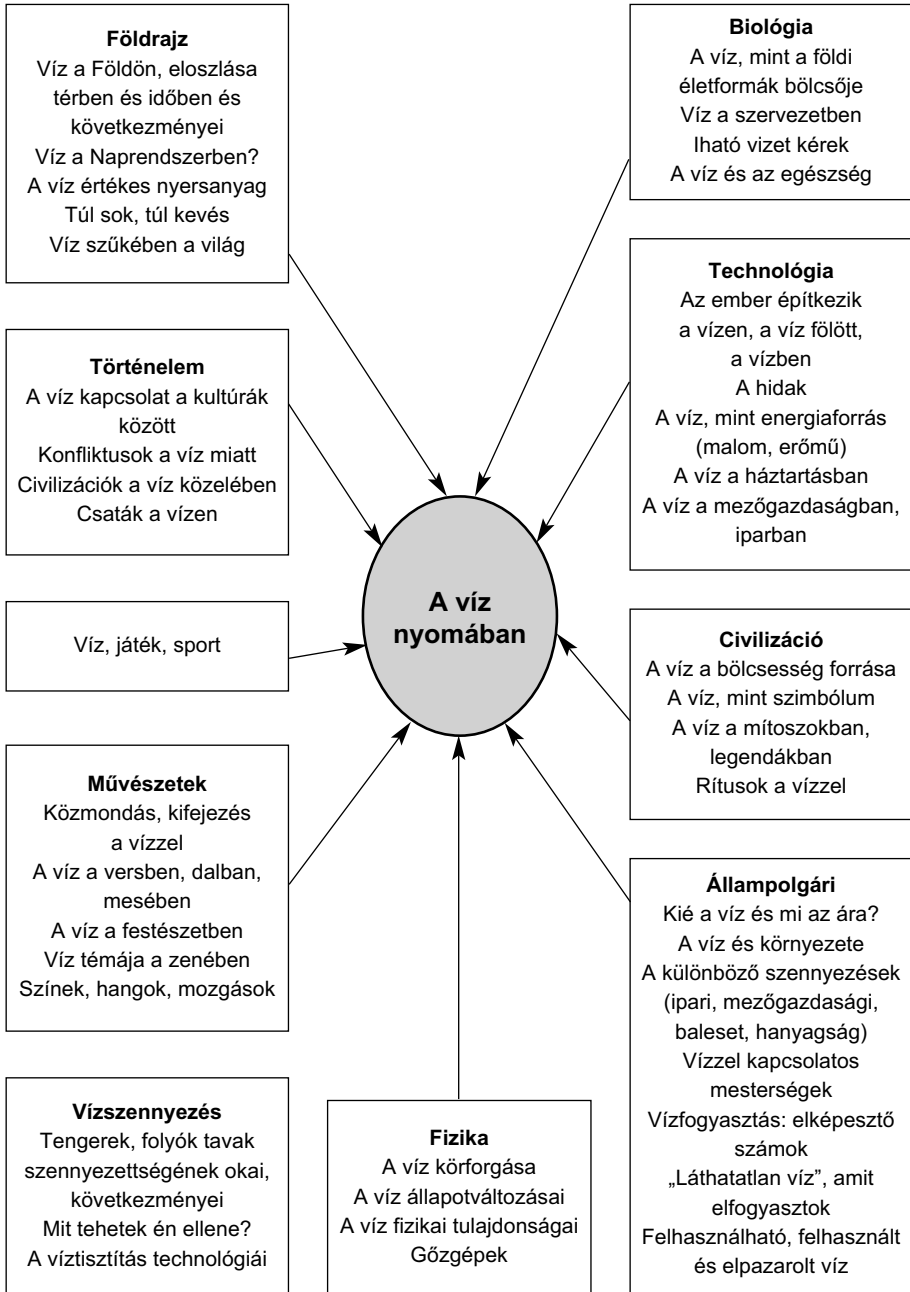 Földrajz
Víz a Földön, eloszlása
térben és időben és
következményei
Víz a Naprendszerben?
A víz értékes nyersanyag
Túl sok, túl kevés
Víz szűkében a világ
Történelem
A víz kapcsolat a kultúrák
között
Konfliktusok a víz miatt
Civilizációk a víz közelében
Csaták a vízen
Víz, játék, sport
Művészetek
Közmondás, kifejezés
a vízzel
A víz a versben, dalban,
mesében
A víz a festészetben
Víz témája a zenében
Színek, hangok, mozgások
Vízszennyezés
Tengerek, folyók tavak
szennyezettségének okai,
következményei
Mit tehetek én ellene?
A víztisztítás technológiái
A víz
nyomában
Fizika
A víz körforgása
A víz állapotváltozásai
A víz fizikai tulajdonságai
Gőzgépek
Biológia
A víz, mint a földi
életformák bölcsője
Víz a szervezetben
Iható vizet kérek
A víz és az egészség
Technológia
Az ember építkezik
a vízen, a víz fölött,
a vízben
A hidak
A víz, mint energiaforrás
(malom, erőmű)
A víz a háztartásban
A víz a mezőgazdaságban,
iparban
Civilizáció
A víz a bölcsesség forrása
A víz, mint szimbólum
A víz a mítoszokban,
legendákban
Rítusok a vízzel
Állampolgári
Kié a víz és mi az ára?
A víz és környezete
A különböző szennyezések
(ipari, mezőgazdasági,
baleset, hanyagság)
Vízzel kapcsolatos
mesterségek
Vízfogyasztás: elképesztő
számok
„Láthatatlan víz”, amit
elfogyasztok
Felhasználható, felhasznált
és elpazarolt víz